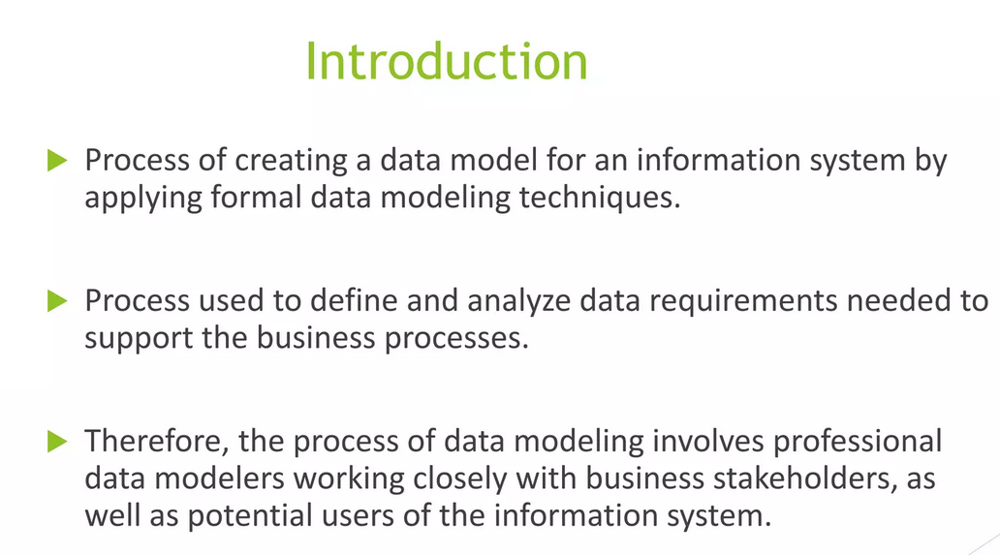 Introduction
Process of creating a data model for an information system by
applying formal data modeling techniques.
Process used to define and analyze data requirements needed to
support the business processes.
Therefore, the process of data modeling involves professional
data modelers working closely with business stakeholders, as
well as potential users of the information system.